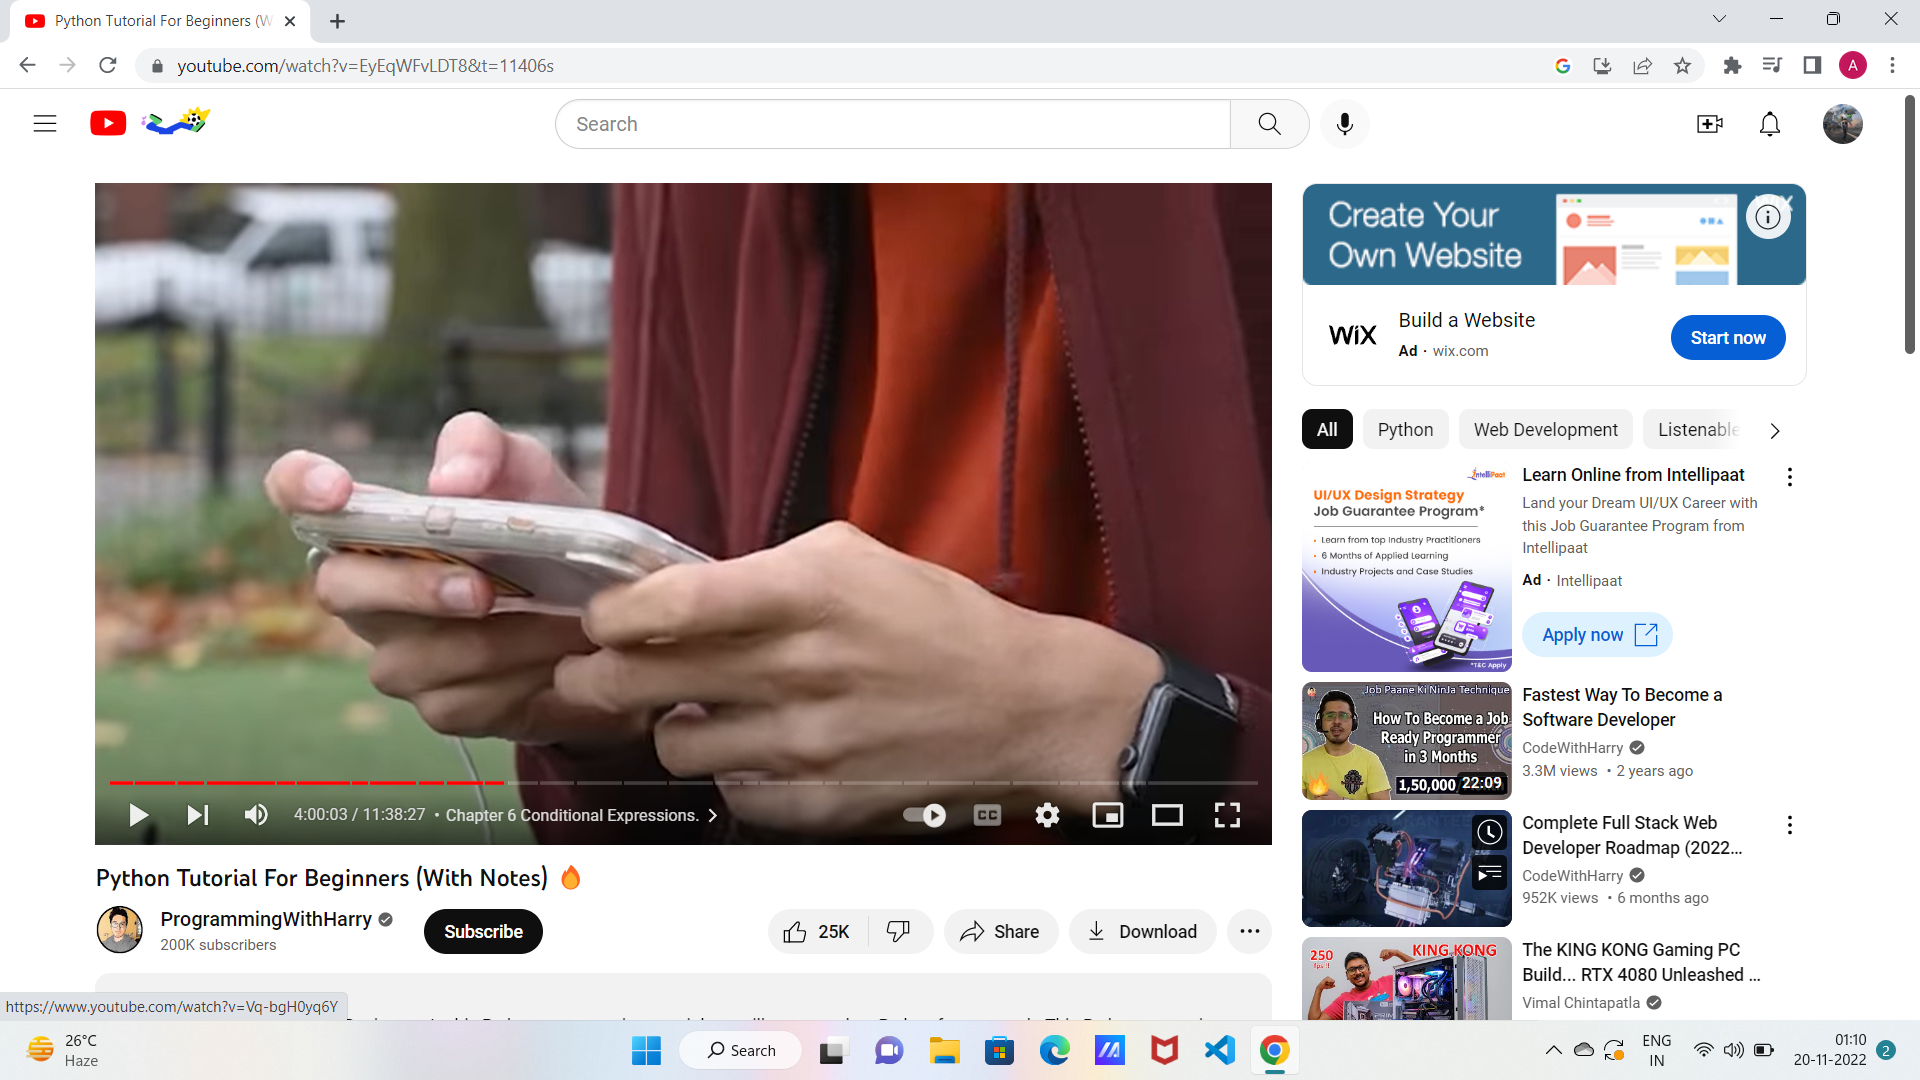 Python Tutorial For Beginners (W
youtube.com/watch?v=EyEqWFvLDT8&t=11406s
A
Search
Create Your
Own Website
WiX
Build a Website
Ad · wix.com
Start now
All
Python
Web Development
Listenable
intelliPaat
UI/UX Design Strategy
Job Guarantee Program*
• Learn from top Industry Practitioners
• 6 Months of Applied Learning
• Industry Projects and Case Studies
*T&C Apply
Learn Online from Intellipaat
Land your Dream UI/UX Career with
this Job Guarantee Program from
Intellipaat
Ad · Intellipaat
Apply now
Job Paane Ki NinJa Technique
How To Become a Job
Ready Programmer
in 3 Months
1,50,000
22:09
Fastest Way To Become a
Software Developer
CodeWithHarry
3.3M views • 2 years ago
Complete Full Stack Web
Developer Roadmap (2022...
CodeWithHarry
952K views • 6 months ago
250
KING KONG
The KING KONG Gaming PC
Build... RTX 4080 Unleashed ...
Vimal Chintapatla
4:00:03 / 11:38:27 • Chapter 6 Conditional Expressions.
CC
Python Tutorial For Beginners (With Notes) 🔥
ProgrammingWithHarry
200K subscribers
Subscribe
25K
Share
Download
https://www.youtube.com/watch?v=Vq-bgH0yq6Y
26°C
Haze
Search
ENG
IN
01:10
20-11-2022
2